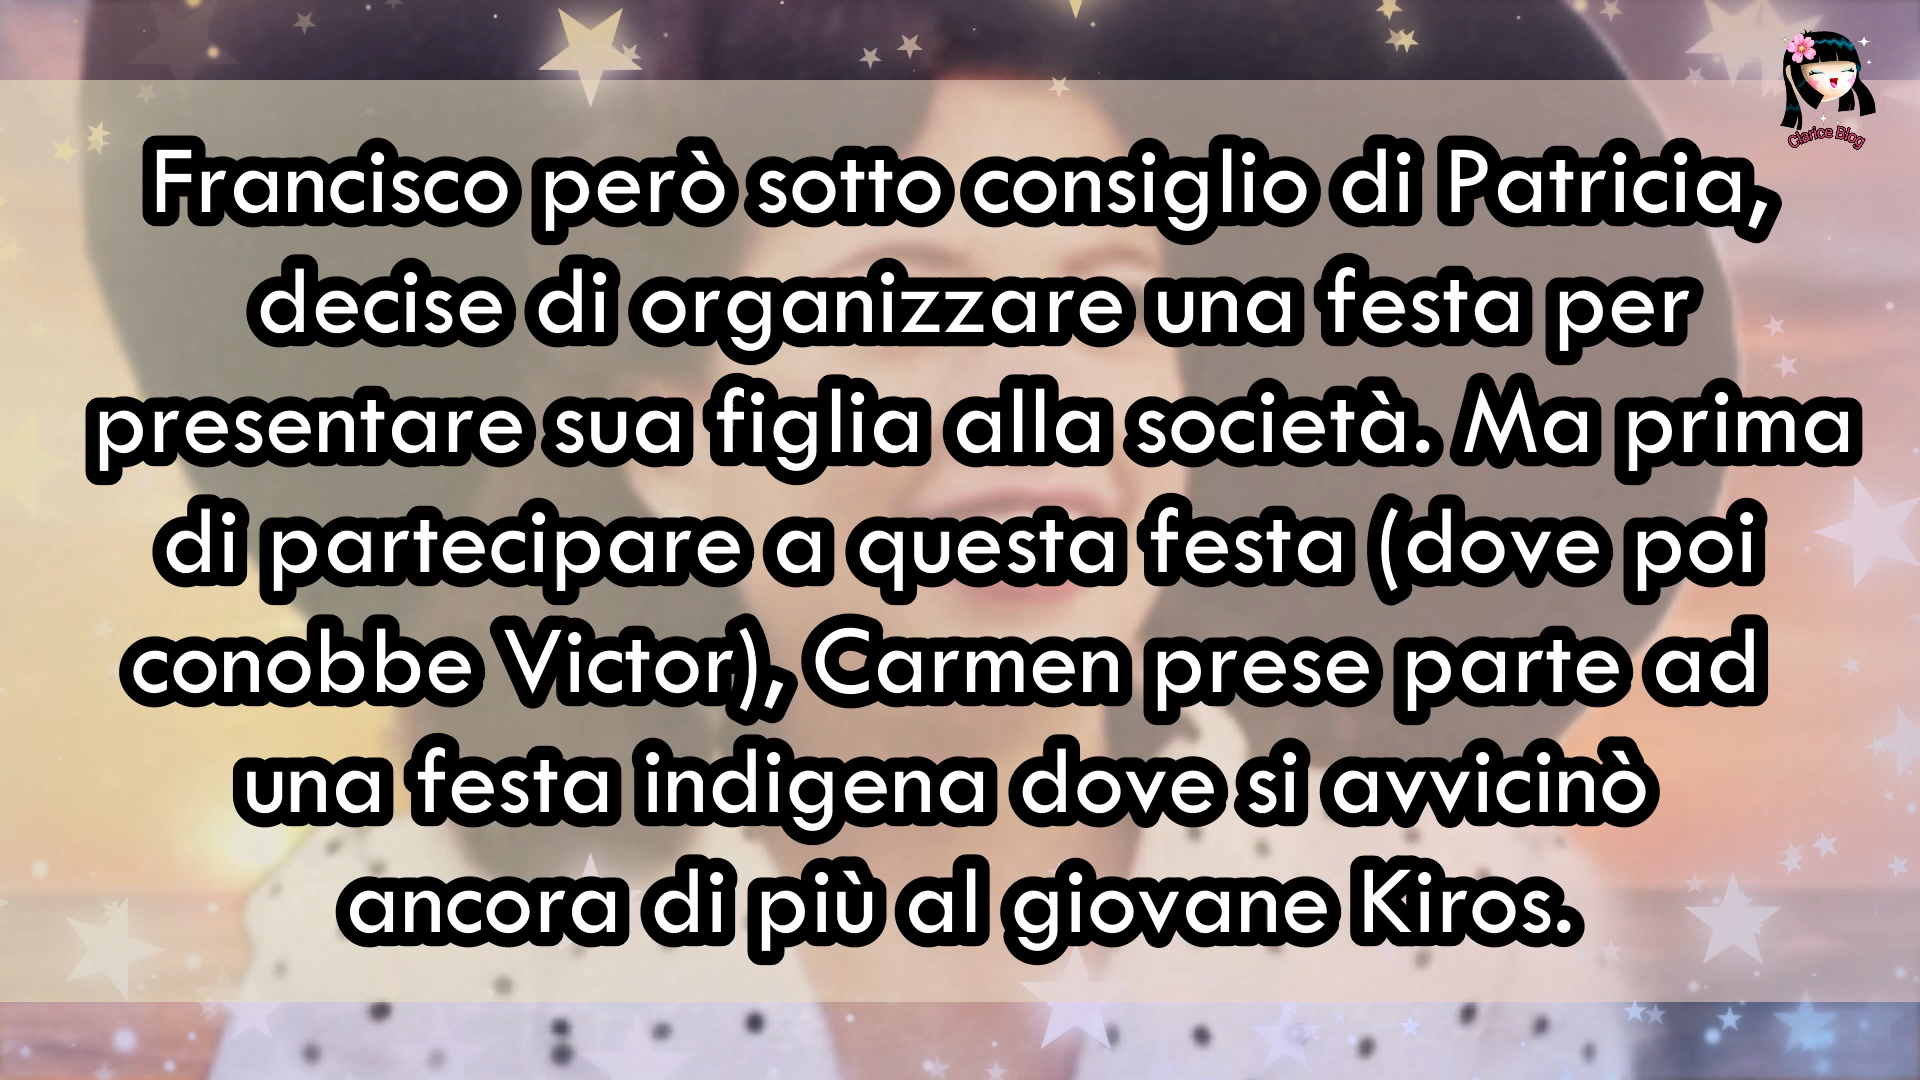 Clarice Blog
Francisco però sotto consiglio di Patricia,
decise di organizzare una festa per
presentare sua figlia alla società. Ma prima
di partecipare a questa festa (dove poi
conobbe Victor), Carmen prese parte ad
una festa indigena dove si avvicinò
ancora di più al giovane Kiros.